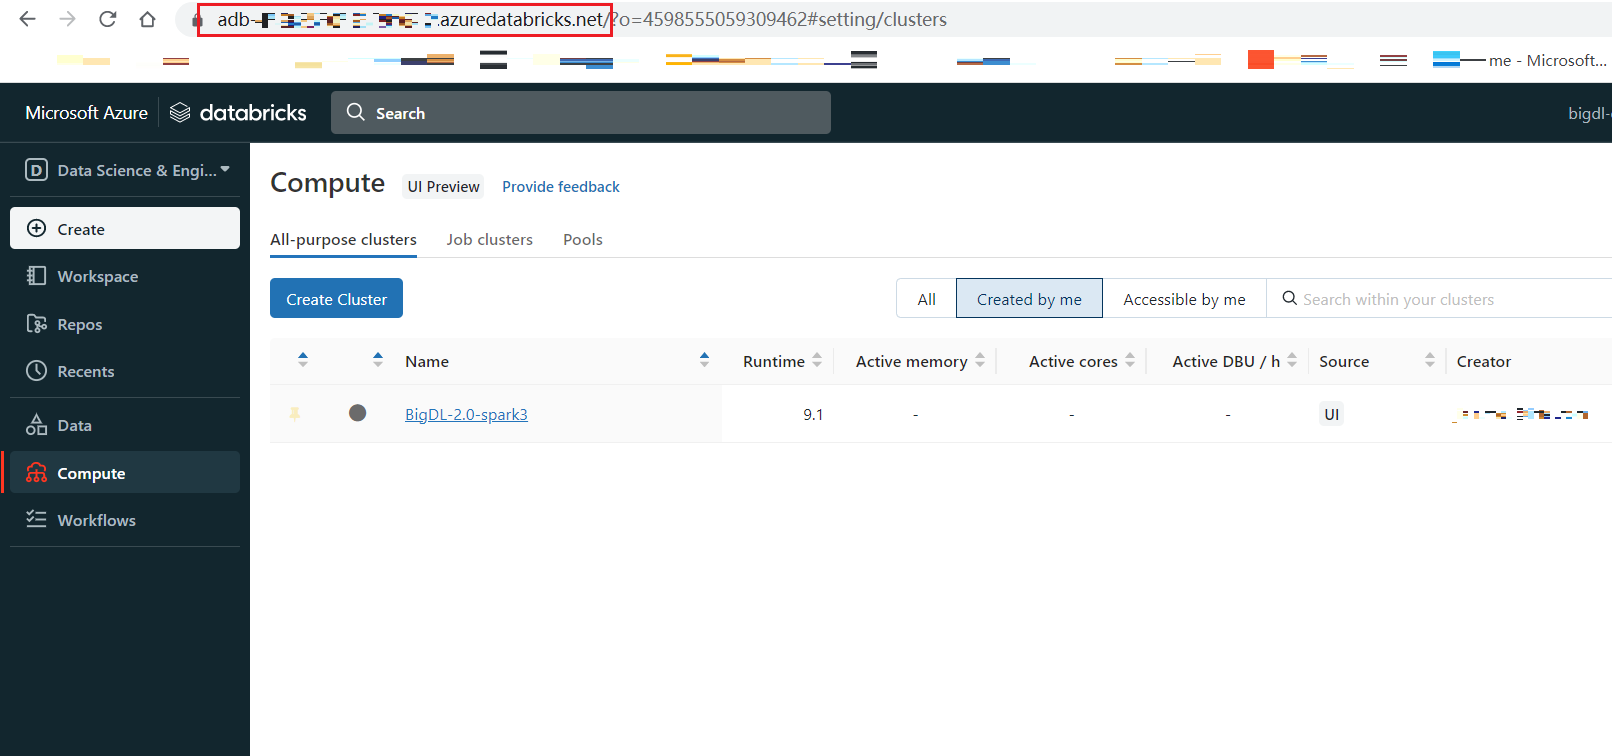 adb-
.azuredatabricks.net/?o=4598555059309462#setting/clusters
me - Microsoft...
Microsoft Azure databricks Search bigdl-
D Data Science & Engi...
Create
Workspace
Repos
Recents
Data
Compute
Workflows
Compute UI Preview Provide feedback
All-purpose clusters Job clusters Pools
Create Cluster All Created by me Accessible by me Search within your clusters
Name Runtime Active memory Active cores Active DBU / h Source Creator
BigDL-2.0-spark3 9.1 - - - UI